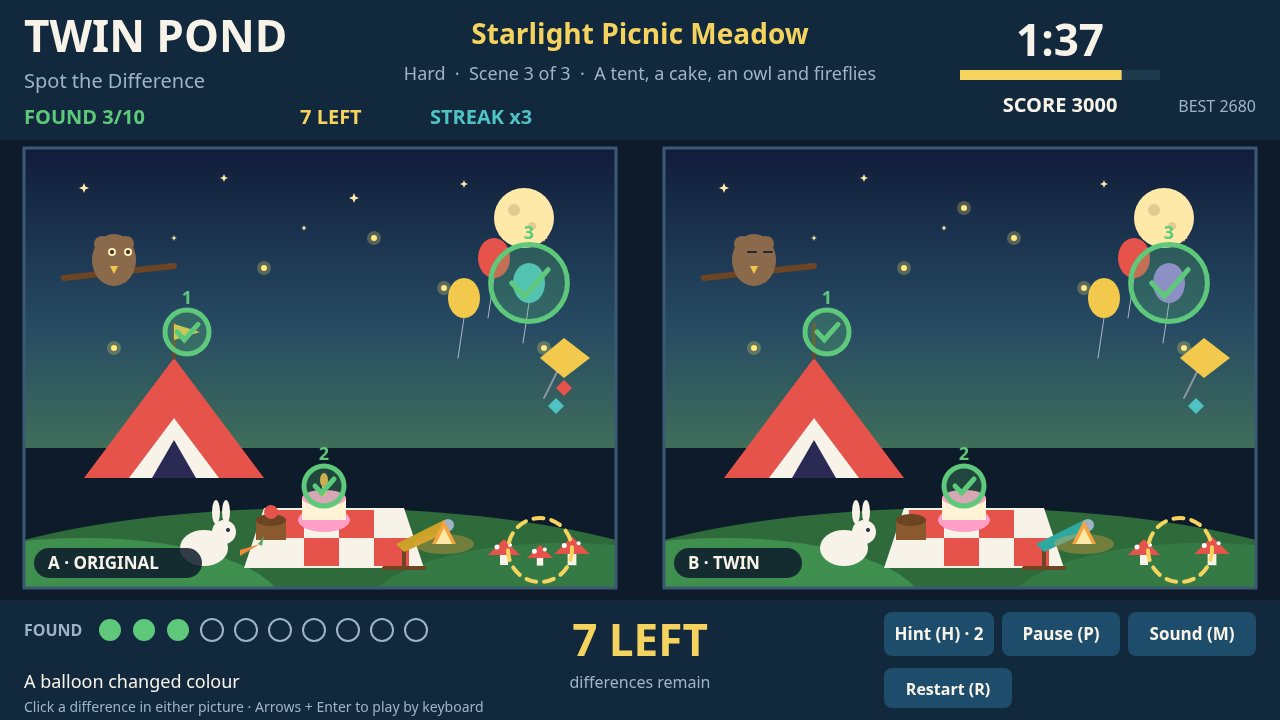 TWIN POND
Spot the Difference
FOUND 3/10
7 LEFT
STREAK x3
Starlight Picnic Meadow
Hard · Scene 3 of 3 · A tent, a cake, an owl and fireflies
1:37
SCORE 3000
BEST 2680
3
1
2
A · ORIGINAL
3
1
2
B · TWIN
FOUND
A balloon changed colour
Click a difference in either picture · Arrows + Enter to play by keyboard
7 LEFT
differences remain
Hint (H) · 2
Pause (P)
Sound (M)
Restart (R)